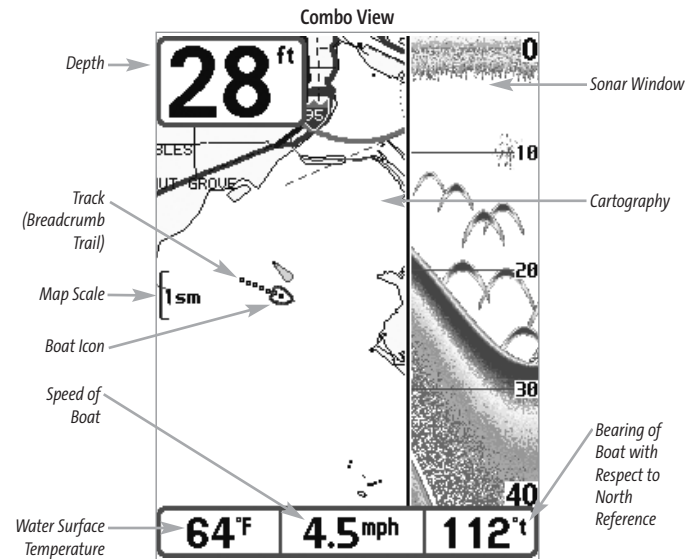 Combo View
Depth
28 ft
95
BLES
UT GROVE
Track
(Breadcrumb
Trail)
Map Scale
1sm
Boat Icon
Speed of
Boat
Water Surface
Temperature
64°F
4.5mph
112°t
0
10
20
30
40
Sonar Window
Cartography
Bearing of
Boat with
Respect to
North
Reference